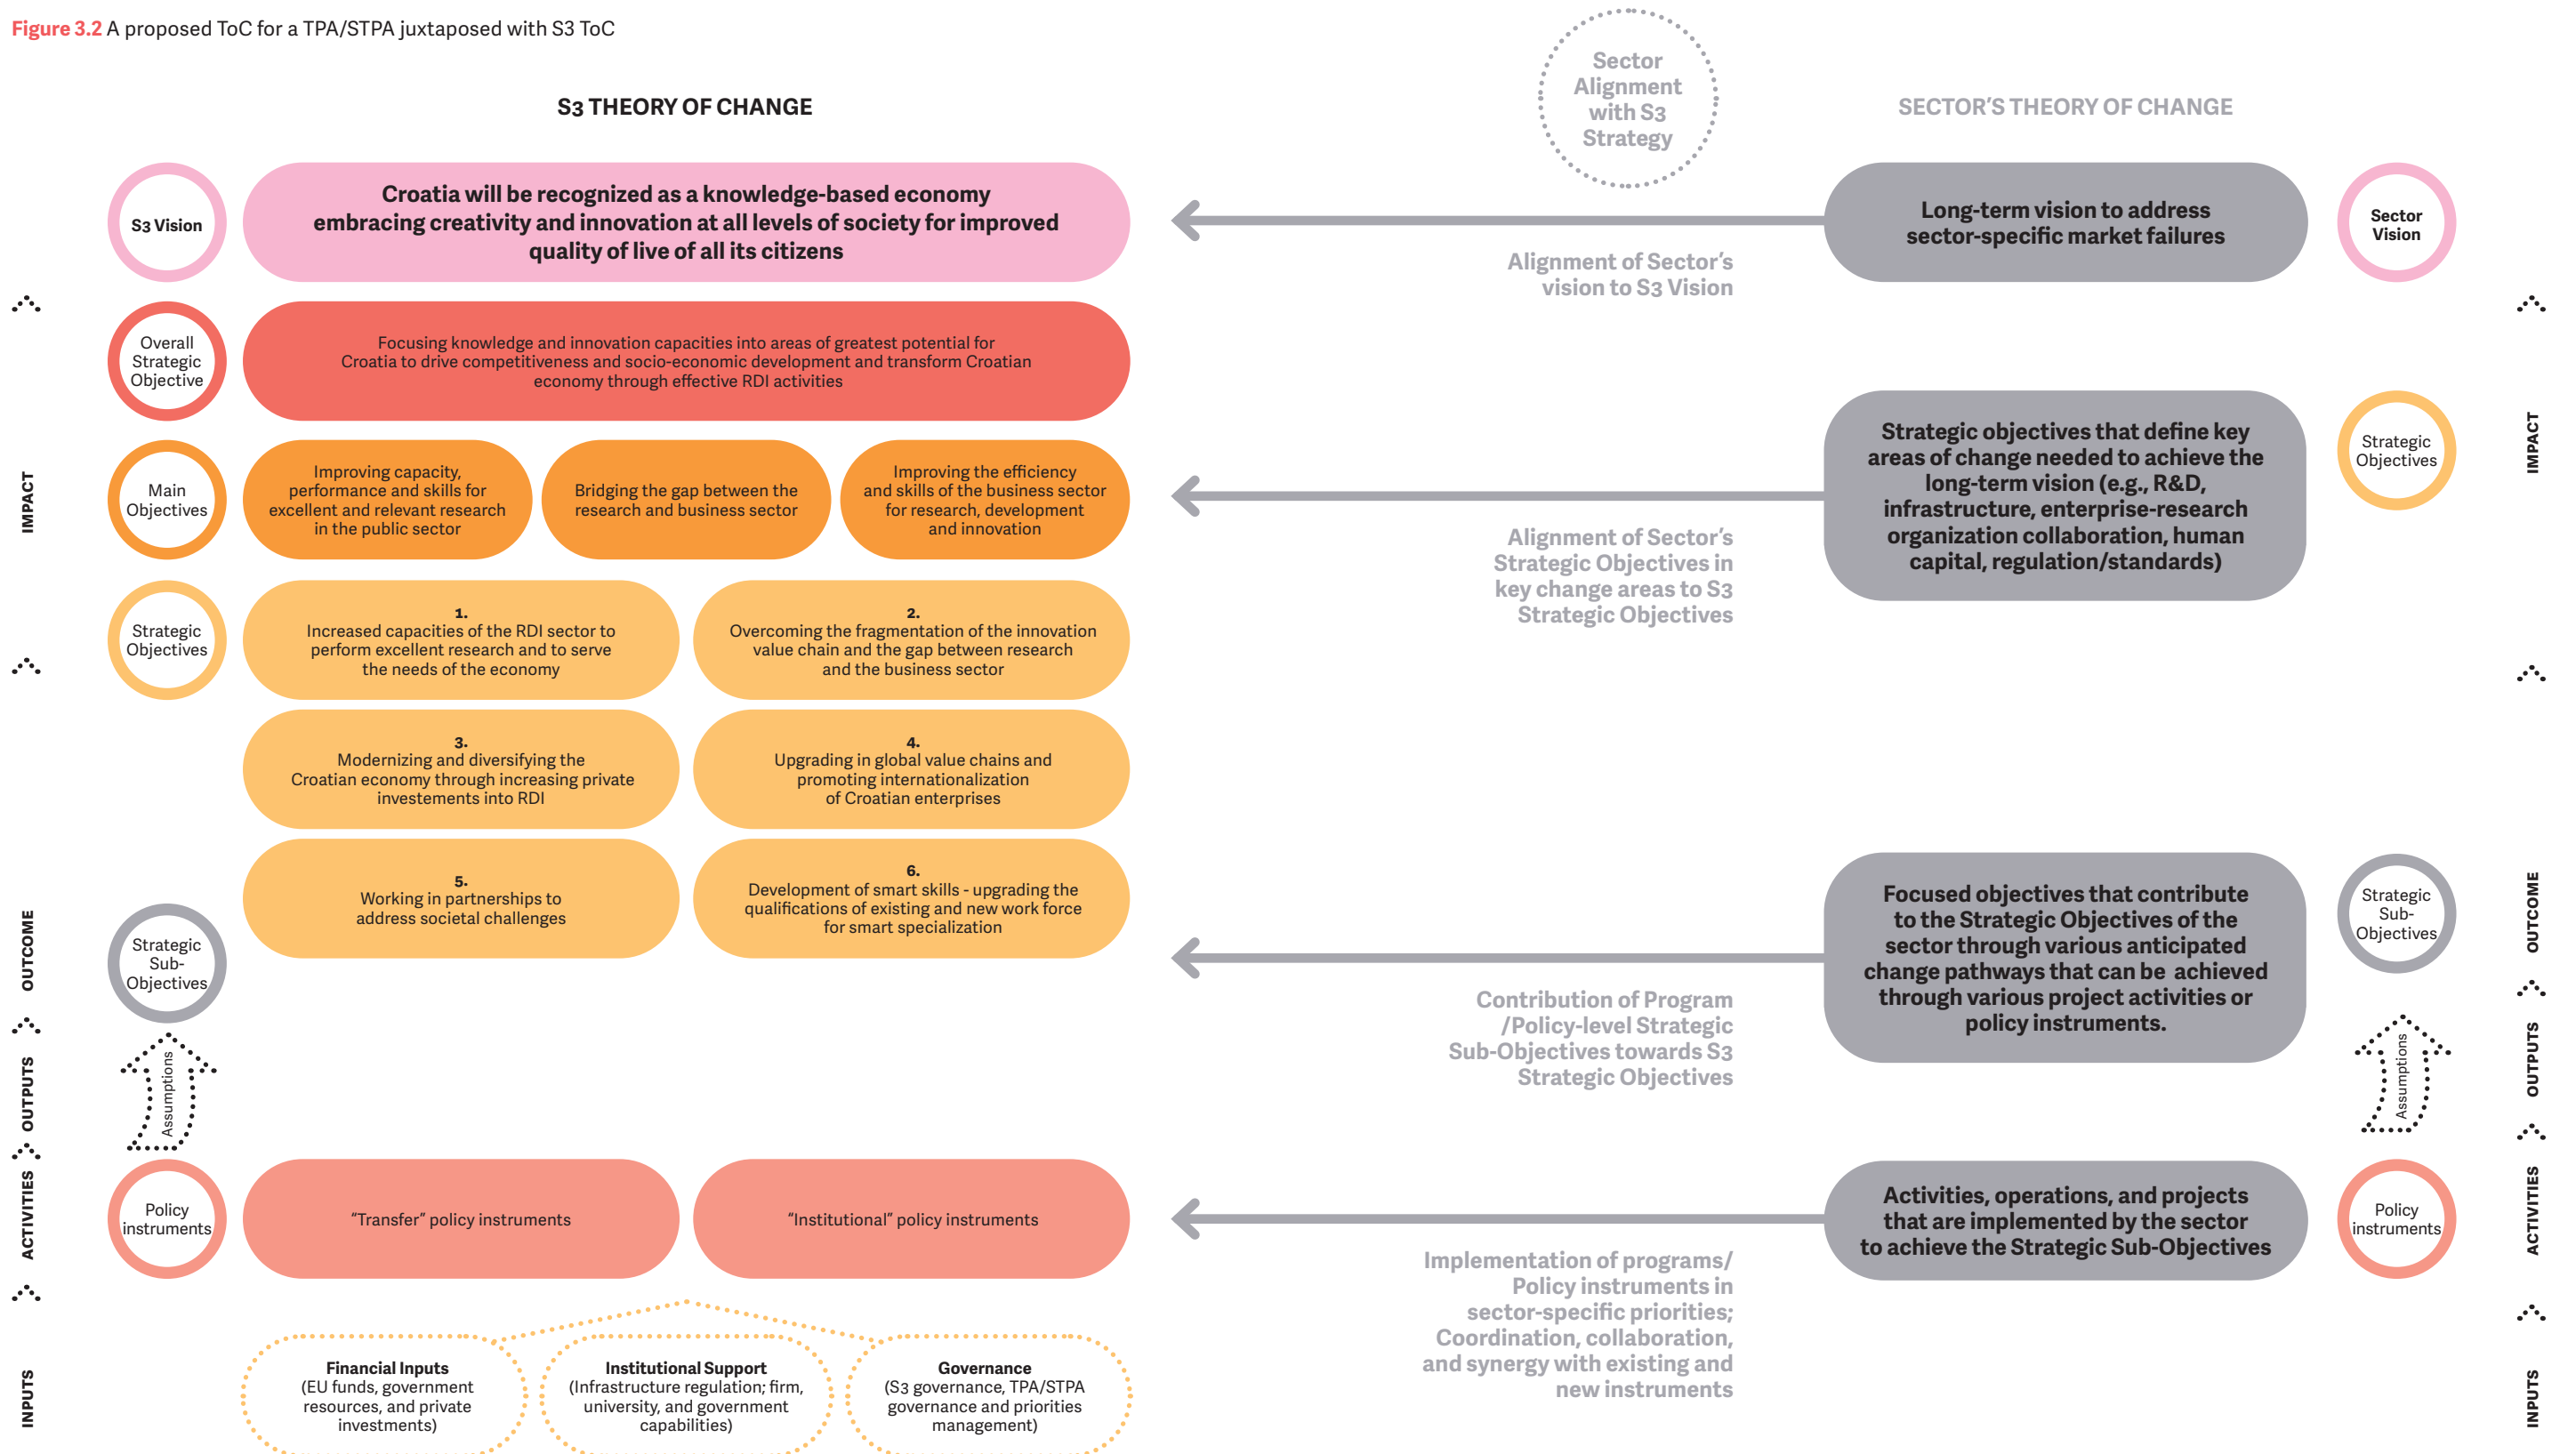 Figure 3.2 A proposed ToC for a TPA/STPA juxtaposed with S3 ToC
S3 THEORY OF CHANGE
Sector
Alignment
with S3
Strategy
SECTOR'S THEORY OF CHANGE
S3 Vision
Croatia will be recognized as a knowledge-based economy
embracing creativity and innovation at all levels of society for improved
quality of live of all its citizens
Alignment of Sector's
vision to S3 Vision
Long-term vision to address
sector-specific market failures
Sector
Vision
Overall
Strategic
Objective
Focusing knowledge and innovation capacities into areas of greatest potential for
Croatia to drive competitiveness and socio-economic development and transform Croatian
economy through effective RDI activities
IMPACT
Main
Objectives
Improving capacity,
performance and skills for
excellent and relevant research
in the public sector
Bridging the gap between the
research and business sector
Improving the efficiency
and skills of the business sector
for research, development
and innovation
Alignment of Sector's
Strategic Objectives in
key change areas to S3
Strategic Objectives
Strategic objectives that define key
areas of change needed to achieve the
long-term vision (e.g., R&D,
infrastructure, enterprise-research
organization collaboration, human
capital, regulation/standards)
Strategic
Objectives
IMPACT
Strategic
Objectives
1.
Increased capacities of the RDI sector to
perform excellent research and to serve
the needs of the economy
2.
Overcoming the fragmentation of the innovation
value chain and the gap between research
and the business sector
3.
Modernizing and diversifying the
Croatian economy through increasing private
investements into RDI
4.
Upgrading in global value chains and
promoting internationalization
of Croatian enterprises
5.
Working in partnerships to
address societal challenges
6.
Development of smart skills - upgrading the
qualifications of existing and new work force
for smart specialization
OUTCOME
Strategic
Sub-
Objectives
Contribution of Program
/Policy-level Strategic
Sub-Objectives towards S3
Strategic Objectives
Focused objectives that contribute
to the Strategic Objectives of the
sector through various anticipated
change pathways that can be achieved
through various project activities or
policy instruments.
Strategic
Sub-
Objectives
OUTCOME
OUTPUTS
Assumptions
Assumptions
OUTPUTS
ACTIVITIES
Policy
instruments
"Transfer" policy instruments
"Institutional" policy instruments
Implementation of programs/
Policy instruments in
sector-specific priorities;
Coordination, collaboration,
and synergy with existing and
new instruments
Activities, operations, and projects
that are implemented by the sector
to achieve the Strategic Sub-Objectives
Policy
instruments
ACTIVITIES
INPUTS
Financial Inputs
(EU funds, government
resources, and private
investments)
Institutional Support
(Infrastructure regulation; firm,
university, and government
capabilities)
Governance
(S3 governance, TPA/STPA
governance and priorities
management)
INPUTS